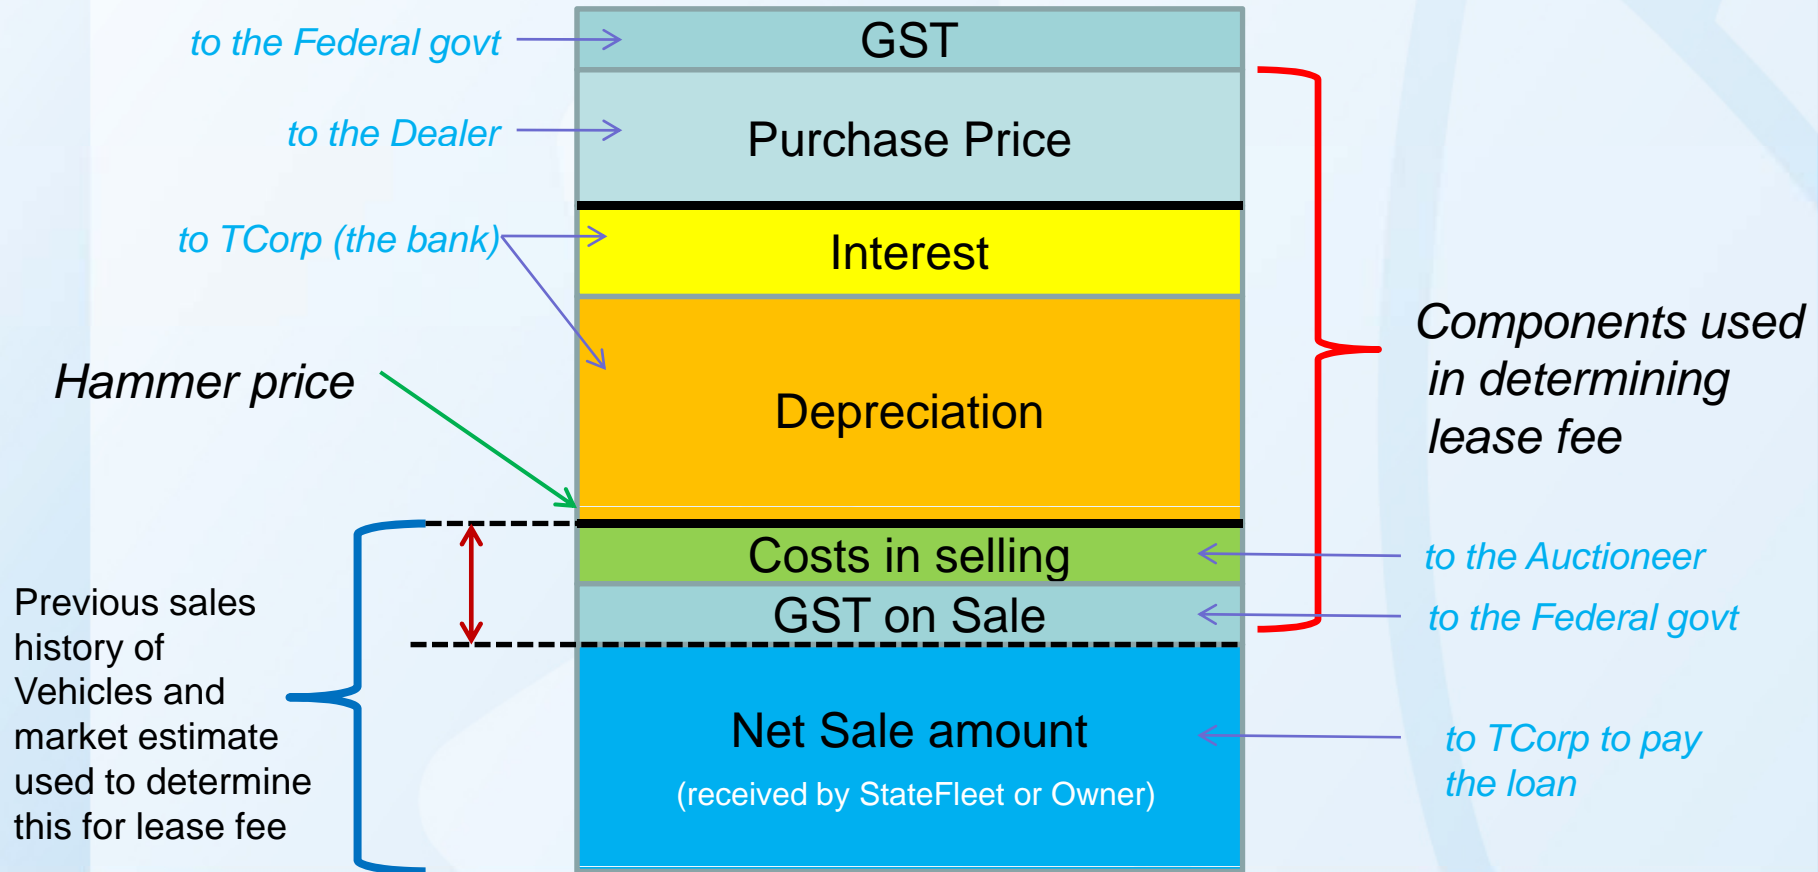 to the Federal govt
GST
to the Dealer
Purchase Price
to TCorp (the bank)
Interest
Components used
in determining
lease fee
Hammer price
Depreciation
Costs in selling
to the Auctioneer
GST on Sale
to the Federal govt
Previous sales
history of
Vehicles and
market estimate
used to determine
this for lease fee
Net Sale amount
(received by StateFleet or Owner)
to TCorp to pay
the loan